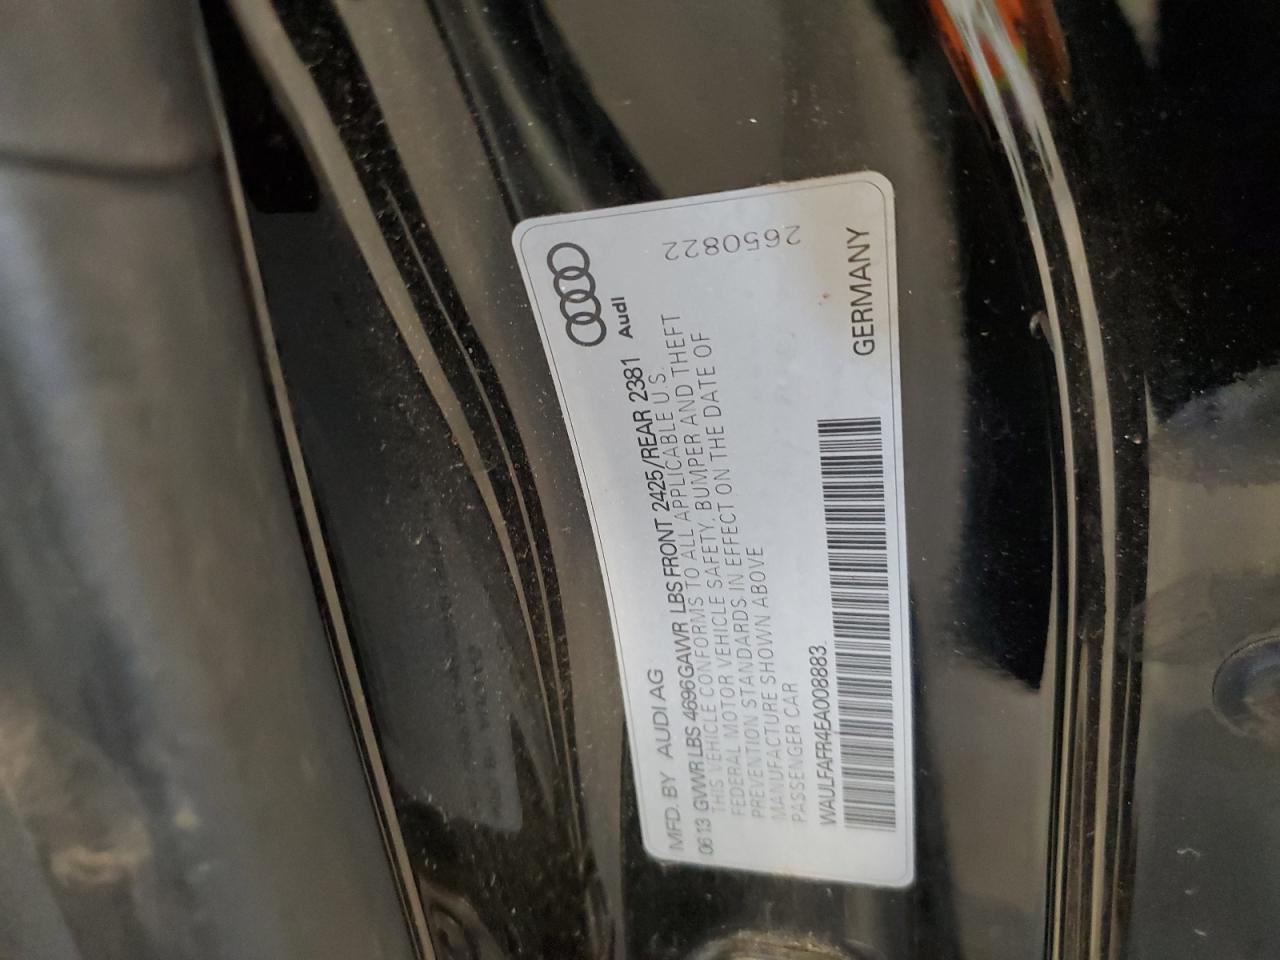 Audi
MFD. BY AUDI AG
0613 GVWR LBS 4696 GAWR LBS FRONT 2425/REAR 2381
THIS VEHICLE CONFORMS TO ALL APPLICABLE U.S.
FEDERAL MOTOR VEHICLE SAFETY, BUMPER AND THEFT
PREVENTION STANDARDS IN EFFECT ON THE DATE OF
MANUFACTURE SHOWN ABOVE
PASSENGER CAR
WAULFAFR4EA008883
GERMANY
2650822